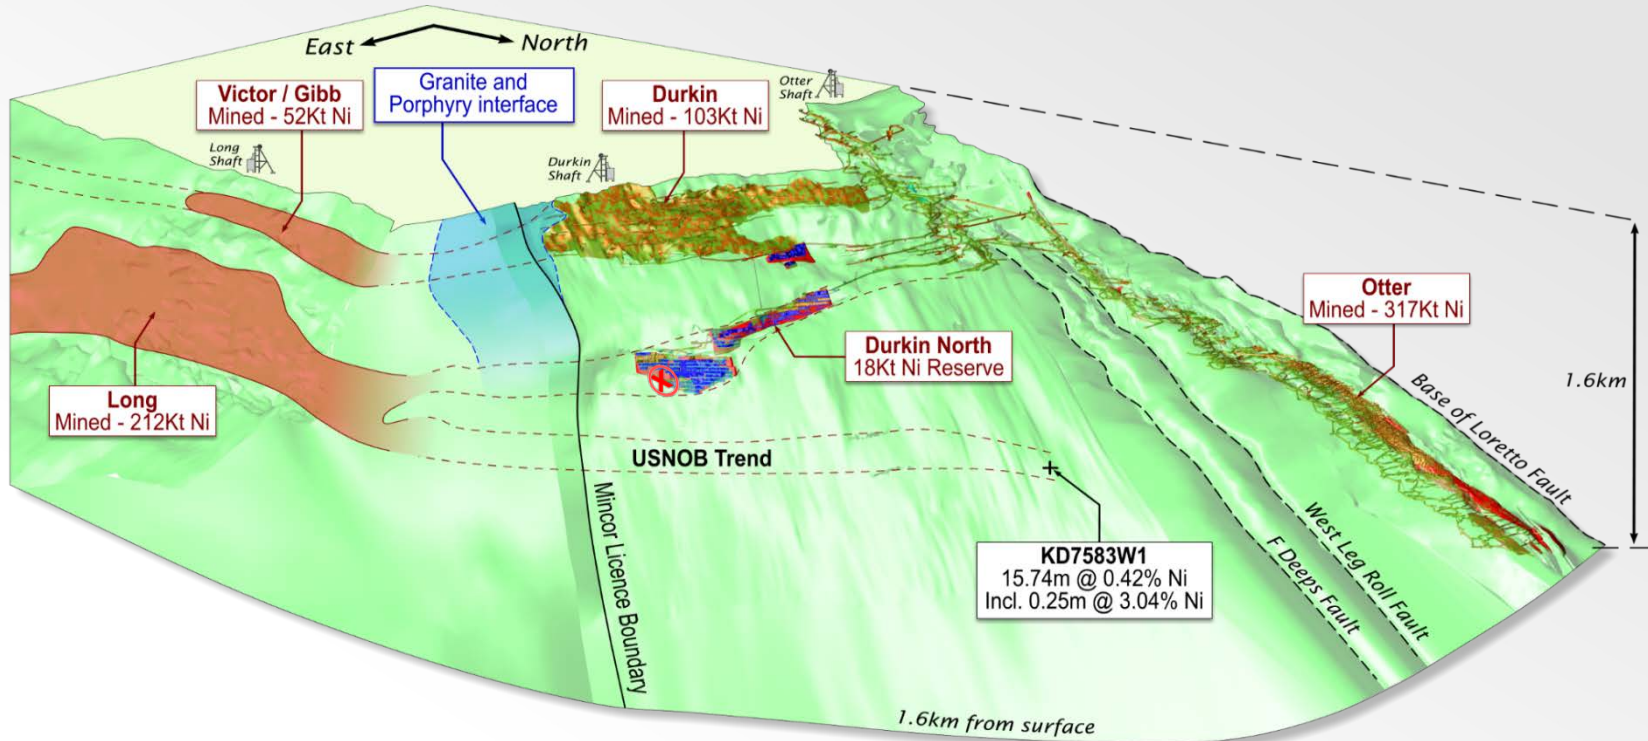 East
North
Victor / Gibb
Mined - 52Kt Ni
Granite and
Porphyry interface
Durkin
Mined - 103Kt Ni
Otter
Shaft
Long
Shaft
Durkin
Shaft
Otter
Mined - 317Kt Ni
Durkin North
18Kt Ni Reserve
1.6km
Long
Mined - 212Kt Ni
Base of Loretto Fault
USNOB Trend
Mincor Licence Boundary
KD7583W1
15.74m @ 0.42% Ni
Incl. 0.25m @ 3.04% Ni
West Leg Roll Fault
F Deeps Fault
1.6km from surface